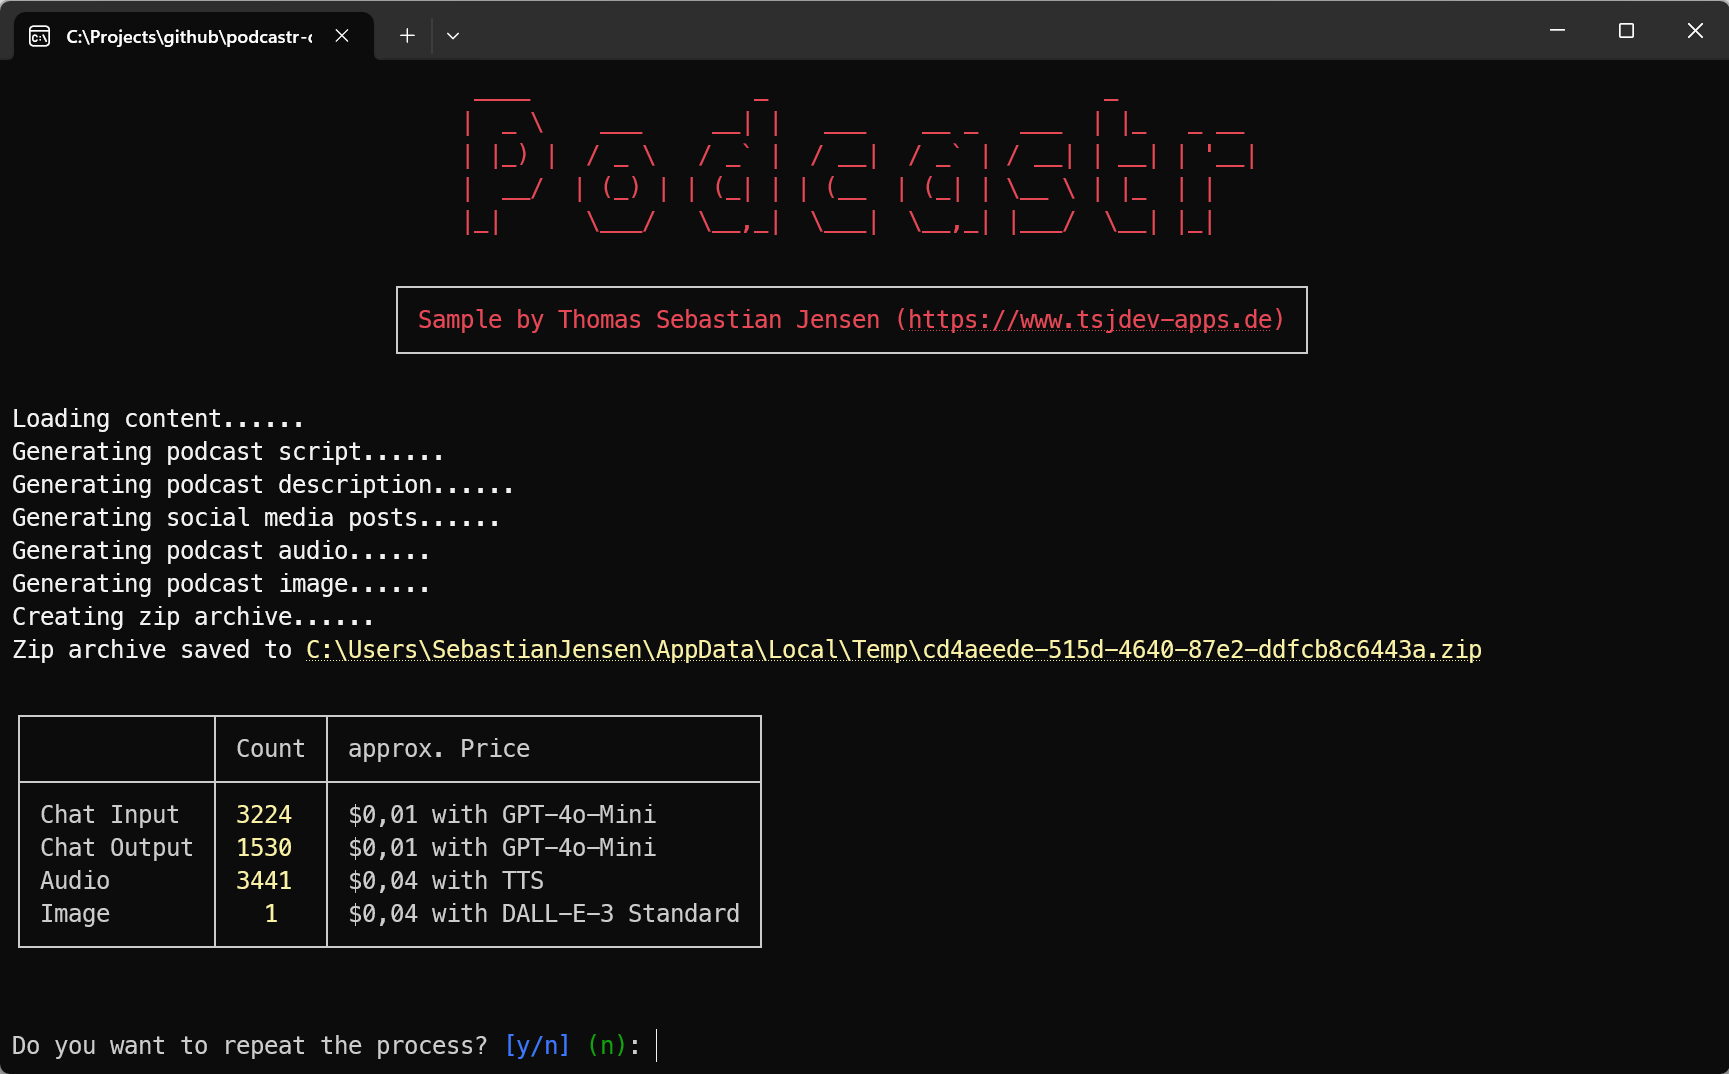 C:\Projects\github\podcastr-c
Podcastr
Sample by Thomas Sebastian Jensen (https://www.tsjdev-apps.de)
Loading content......
Generating podcast script......
Generating podcast description......
Generating social media posts......
Generating podcast audio......
Generating podcast image......
Creating zip archive......
Zip archive saved to C:\Users\SebastianJensen\AppData\Local\Temp\cd4aeede-515d-4640-87e2-ddfcb8c6443a.zip
Count approx. Price
Chat Input 3224 $0,01 with GPT-4o-Mini
Chat Output 1530 $0,01 with GPT-4o-Mini
Audio 3441 $0,04 with TTS
Image 1 $0,04 with DALL-E-3 Standard
Do you want to repeat the process? [y/n] (n):